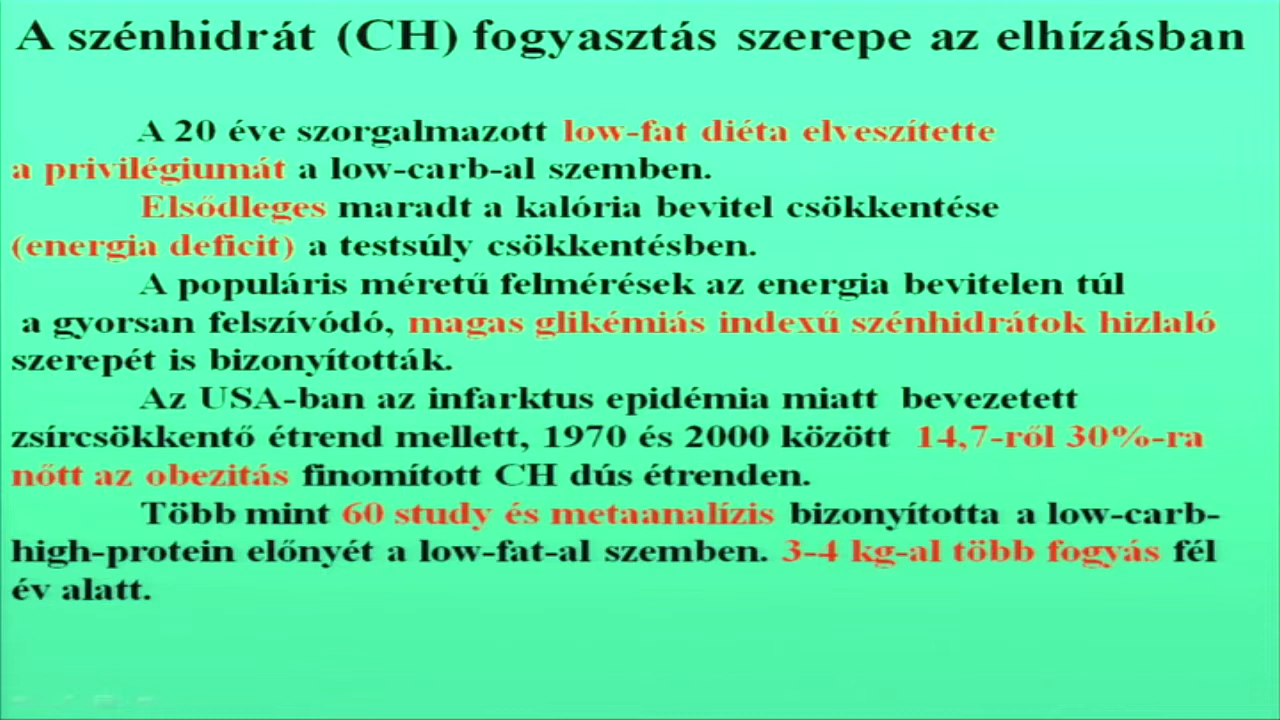 A szénhidrát (CH) fogyasztás szerepe az elhízásban
A 20 éve szorgalmazott low-fat diéta elveszítette
a privilégiumát a low-carb-al szemben.
Elsődleges maradt a kalória bevitel csökkentése
(energia deficit) a testsúly csökkentésben.
A populáris méretű felmérések az energia bevitelen túl
a gyorsan felszívódó, magas glikémiás indexű szénhidrátok hizlaló
szerepét is bizonyították.
Az USA-ban az infarktus epidémia miatt bevezetett
zsírcsökkentő étrend mellett, 1970 és 2000 között 14,7-ről 30%-ra
nőtt az obezitás finomított CH dús étrenden.
Több mint 60 study és metaanalízis bizonyította a low-carb-
high-protein előnyét a low-fat-al szemben. 3-4 kg-al több fogyás fél
év alatt.